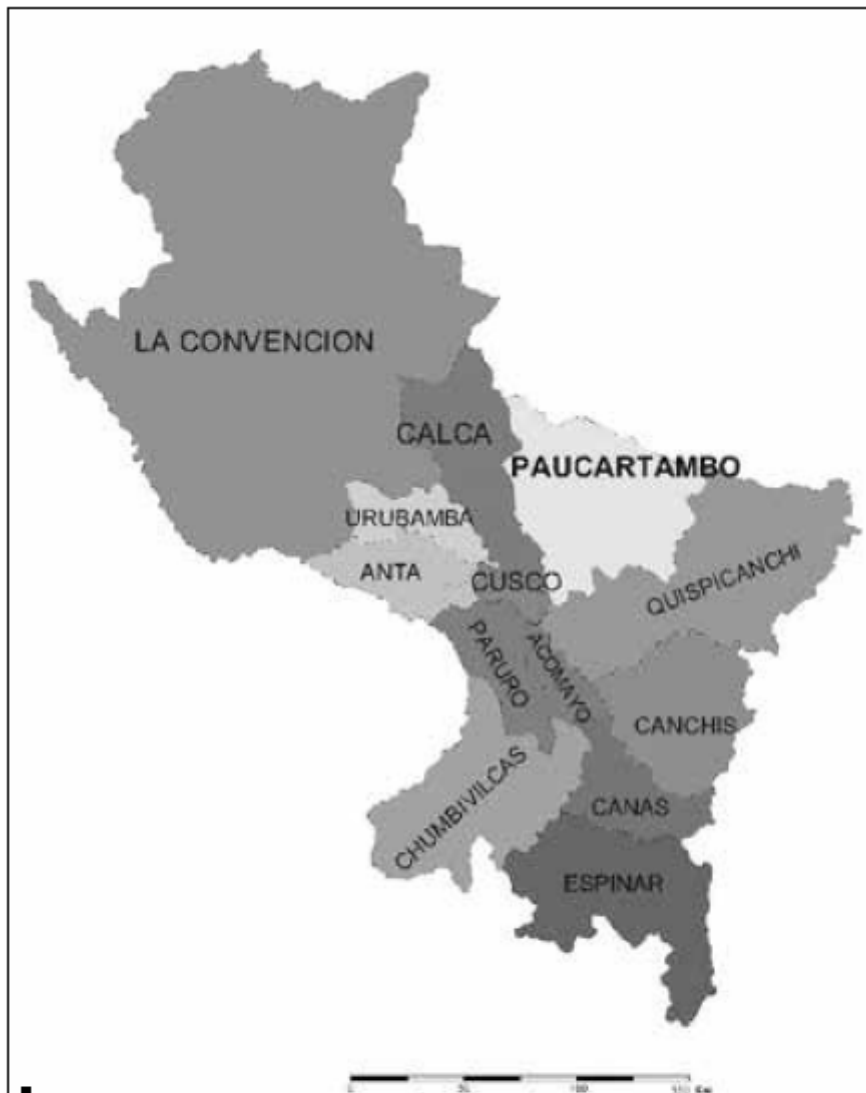 LA CONVENCION
CALCA
PAUCARTAMBO
URUBAMBA
ANTA
CUSCO
QUISPICANCHI
PARURO
ACOMAYO
CANCHIS
CHUMBIVILCAS
CANAS
ESPINAR